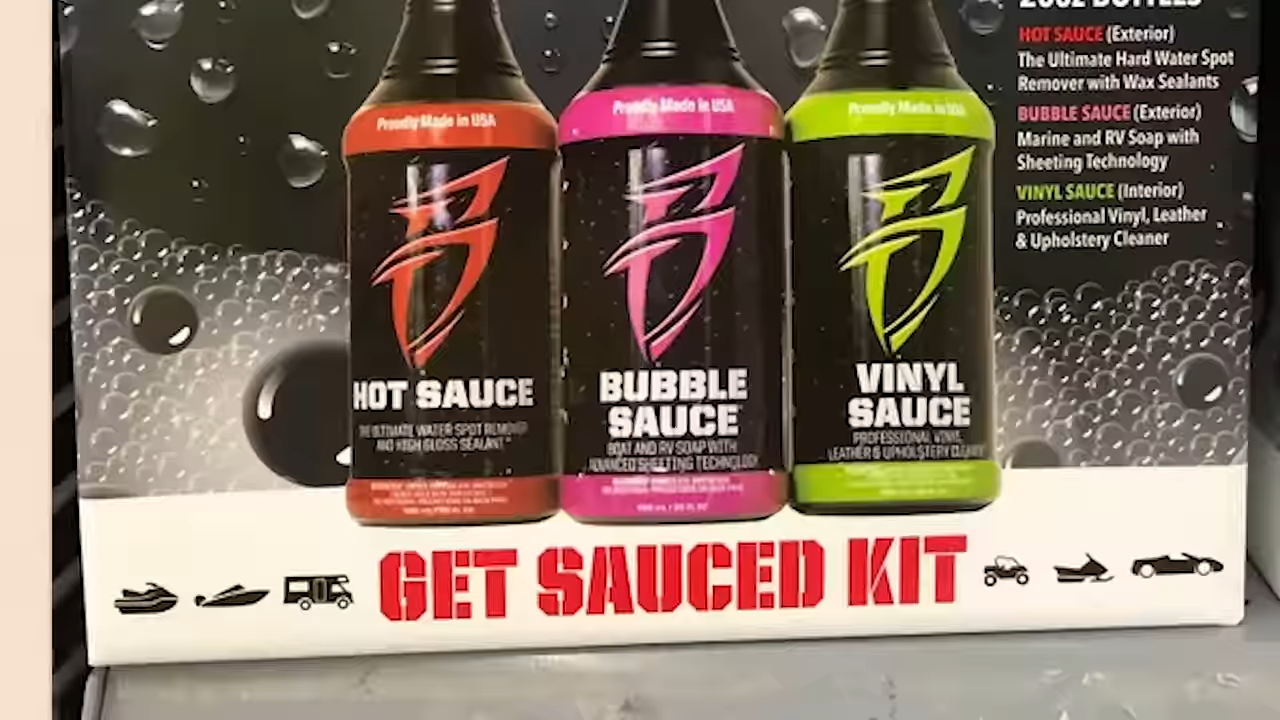 20oz BOTTLES
HOT SAUCE (Exterior)
The Ultimate Hard Water Spot
Remover with Wax Sealants
BUBBLE SAUCE (Exterior)
Marine and RV Soap with
Sheeting Technology
VINYL SAUCE (Interior)
Professional Vinyl, Leather
& Upholstery Cleaner
Proudly Made in USA
HOT SAUCE
THE ULTIMATE WATER SPOT REMOVER
AND HIGH GLOSS SEALANT
Proudly Made in USA
BUBBLE
SAUCE
BOAT AND RV SOAP WITH
ADVANCED SHEETING TECHNOLOGY
Proudly Made in USA
VINYL
SAUCE
PROFESSIONAL VINYL
LEATHER & UPHOLSTERY CLEANER
GET SAUCED KIT